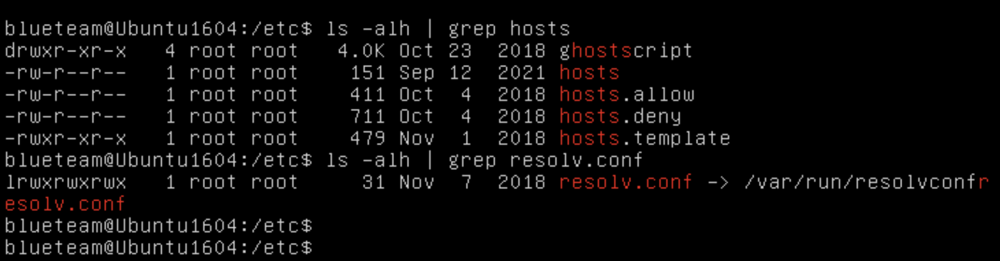 blueteam@Ubuntu1604:/etc$ ls -alh | grep hosts
drwxr-xr-x   4 root root    4.0K Oct 23  2018 ghostscript
-rw-r--r--   1 root root     151 Sep 12  2021 hosts
-rw-r--r--   1 root root     411 Oct  4  2018 hosts.allow
-rw-r--r--   1 root root     711 Oct  4  2018 hosts.deny
-rwxr-xr-x   1 root root     479 Nov  1  2018 hosts.template
blueteam@Ubuntu1604:/etc$ ls -alh | grep resolv.conf
lrwxrwxrwx   1 root root      31 Nov  7  2018 resolv.conf -> /var/run/resolvconfr
esolv.conf
blueteam@Ubuntu1604:/etc$
blueteam@Ubuntu1604:/etc$